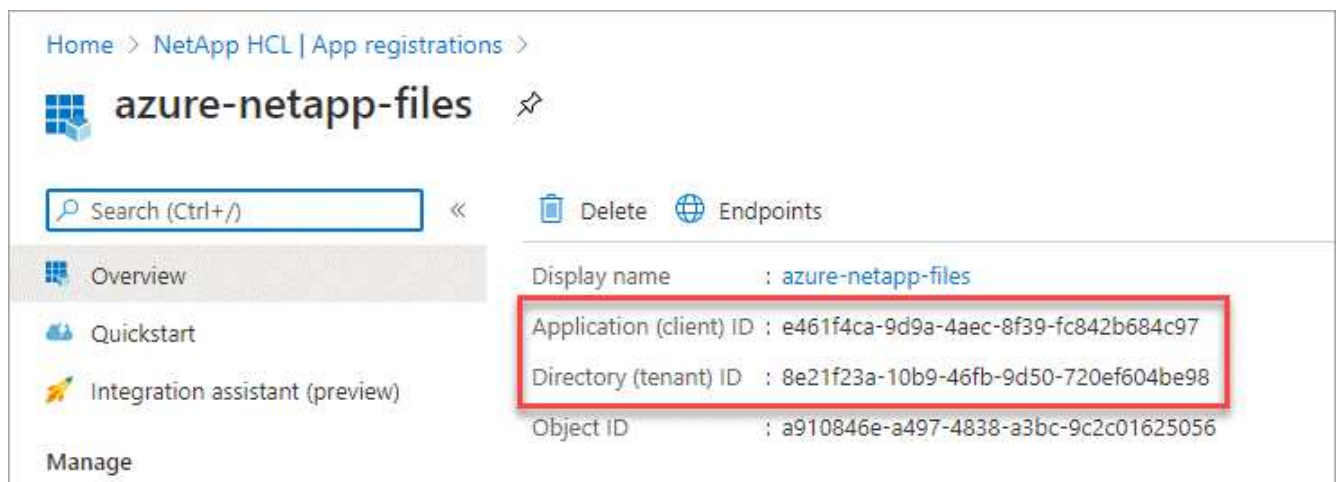 Home > NetApp HCL | App registrations >
azure-netapp-files
Search (Ctrl+/)
«
Delete
Endpoints
Overview
Quickstart
Integration assistant (preview)
Manage
Display name : azure-netapp-files
Application (client) ID : e461f4ca-9d9a-4aec-8f39-fc842b684c97
Directory (tenant) ID : 8e21f23a-10b9-46fb-9d50-720ef604be98
Object ID : a910846e-a497-4838-a3bc-9c2c01625056